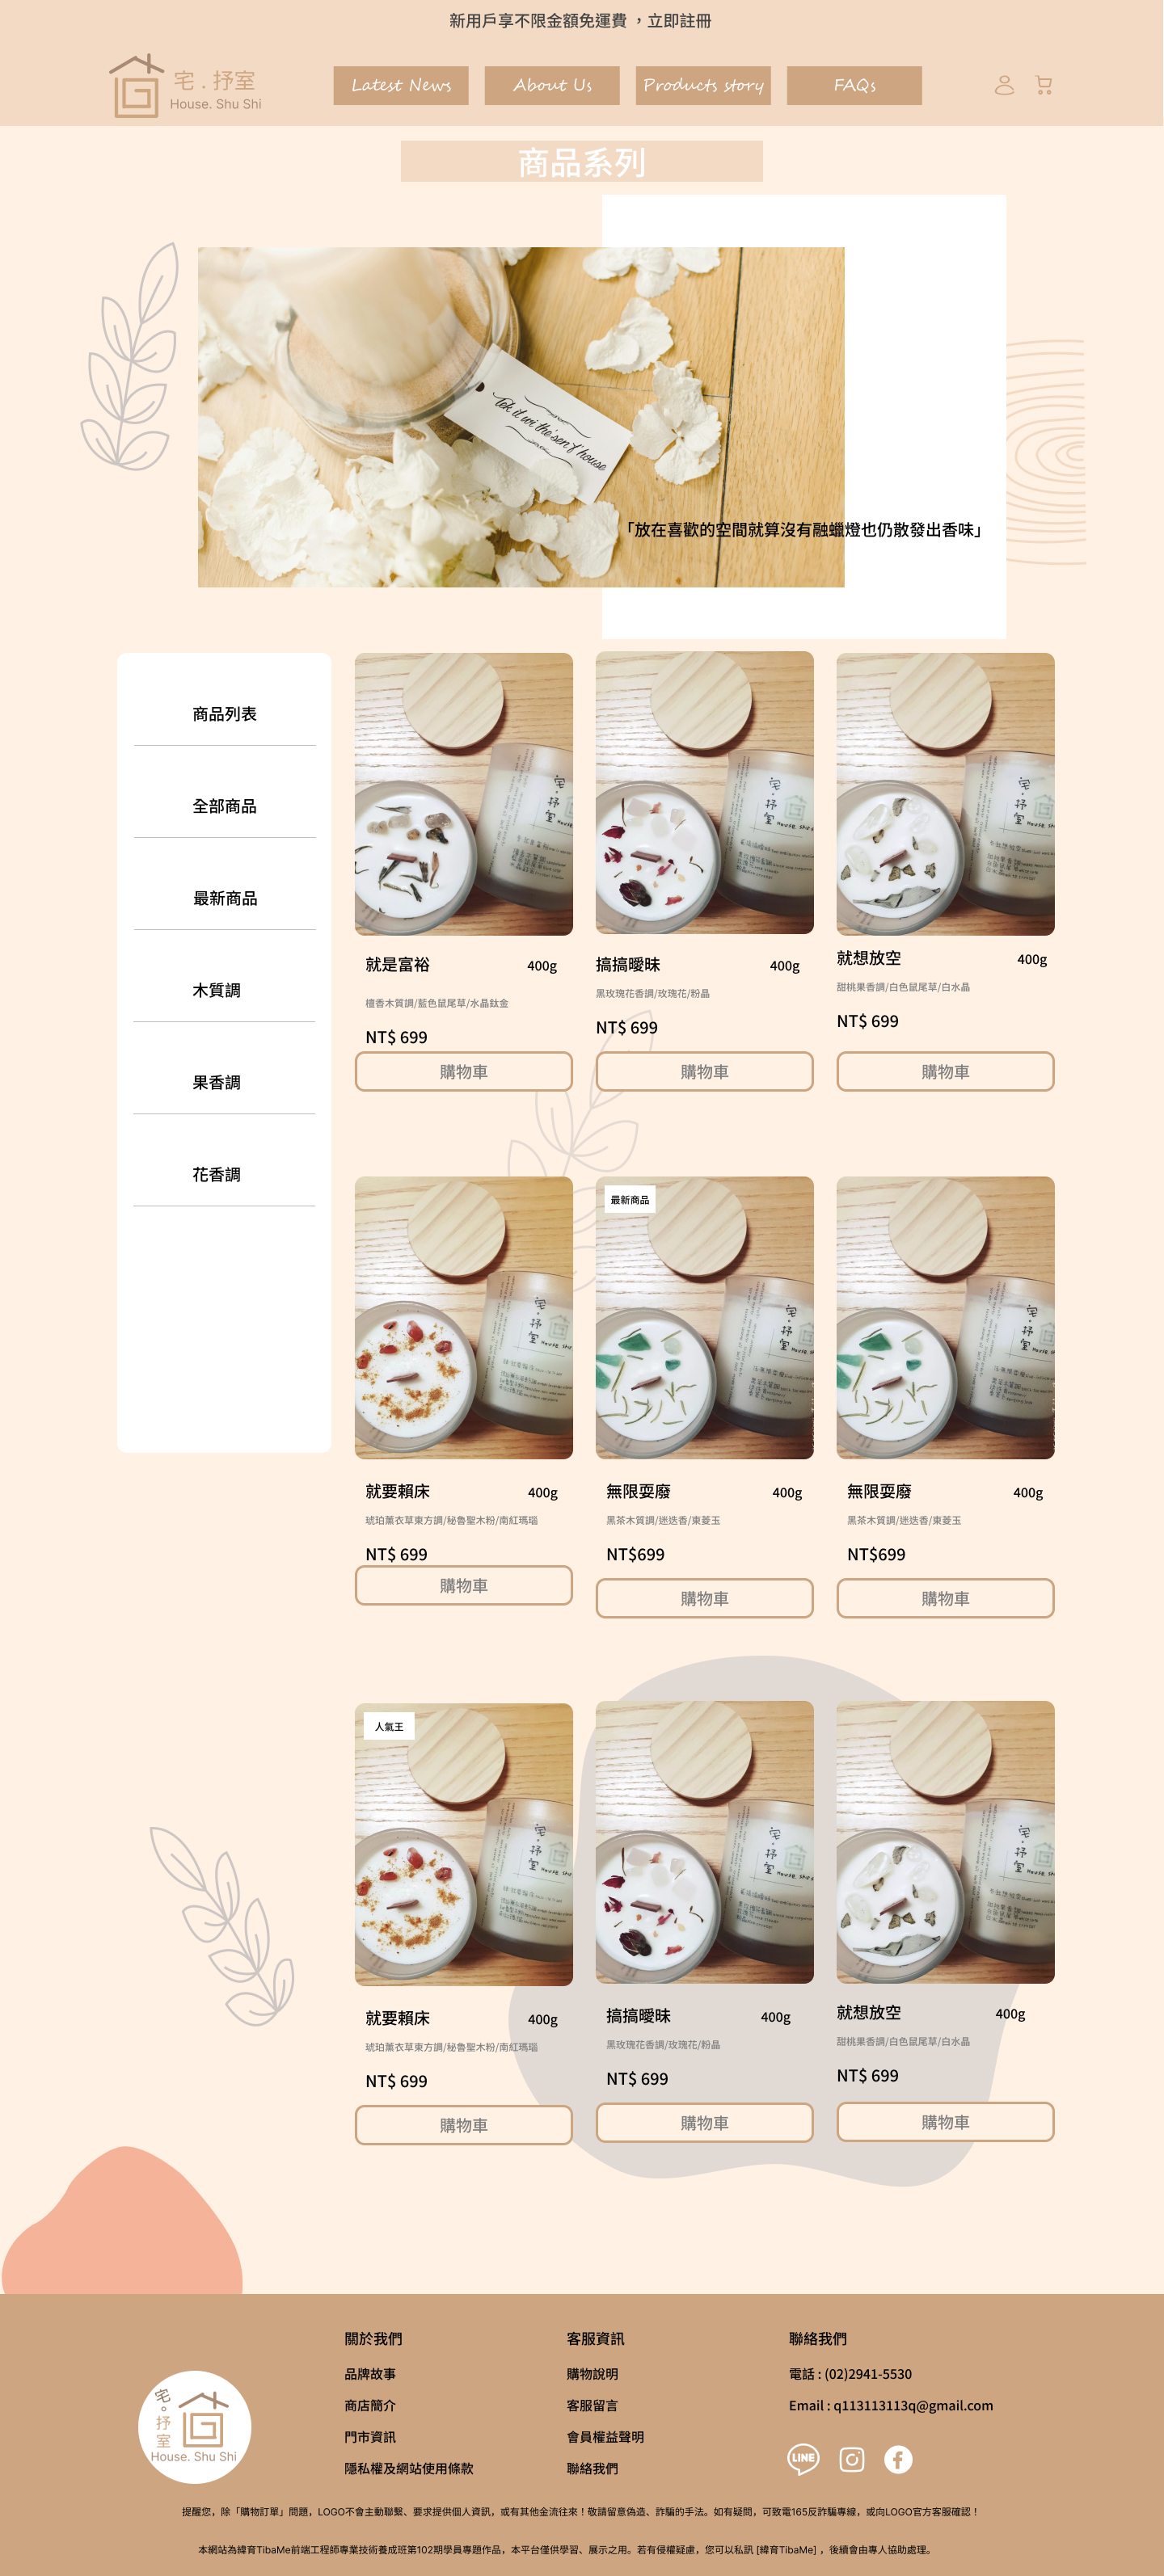 新用戶享不限金額免運費 ，立即註冊
宅 . 抒室
House. Shu Shi
Latest News
About Us
Products story
FAQs
商品系列
「放在喜歡的空間就算沒有融蠟燈也仍散發出香味」
商品列表
全部商品
最新商品
木質調
果香調
花香調
就是富裕 400g
檀香木質調/藍色鼠尾草/水晶鈦金
NT$ 699
購物車
搞搞曖昧 400g
黑玫瑰花香調/玫瑰花/粉晶
NT$ 699
購物車
就想放空 400g
甜桃果香調/白色鼠尾草/白水晶
NT$ 699
購物車
就要賴床 400g
琥珀薰衣草東方調/秘魯聖木粉/南紅瑪瑙
NT$ 699
購物車
最新商品
無限耍廢 400g
黑茶木質調/迷迭香/東菱玉
NT$699
購物車
無限耍廢 400g
黑茶木質調/迷迭香/東菱玉
NT$699
購物車
人氣王
就要賴床 400g
琥珀薰衣草東方調/秘魯聖木粉/南紅瑪瑙
NT$ 699
購物車
搞搞曖昧 400g
黑玫瑰花香調/玫瑰花/粉晶
NT$ 699
購物車
就想放空 400g
甜桃果香調/白色鼠尾草/白水晶
NT$ 699
購物車
宅。抒室
House. Shu Shi
關於我們
品牌故事
商店簡介
門市資訊
隱私權及網站使用條款
客服資訊
購物說明
客服留言
會員權益聲明
聯絡我們
聯絡我們
電話 : (02)2941-5530
Email : q113113113q@gmail.com
LINE
提醒您，除「購物訂單」問題，LOGO不會主動聯繫、要求提供個人資訊，或有其他金流往來！敬請留意偽造、詐騙的手法。如有疑問，可致電165反詐騙專線，或向LOGO官方客服確認！
本網站為緯育TibaMe前端工程師專業技術養成班第102期學員專題作品，本平台僅供學習、展示之用。若有侵權疑慮，您可以私訊 [緯育TibaMe] ，後續會由專人協助處理。